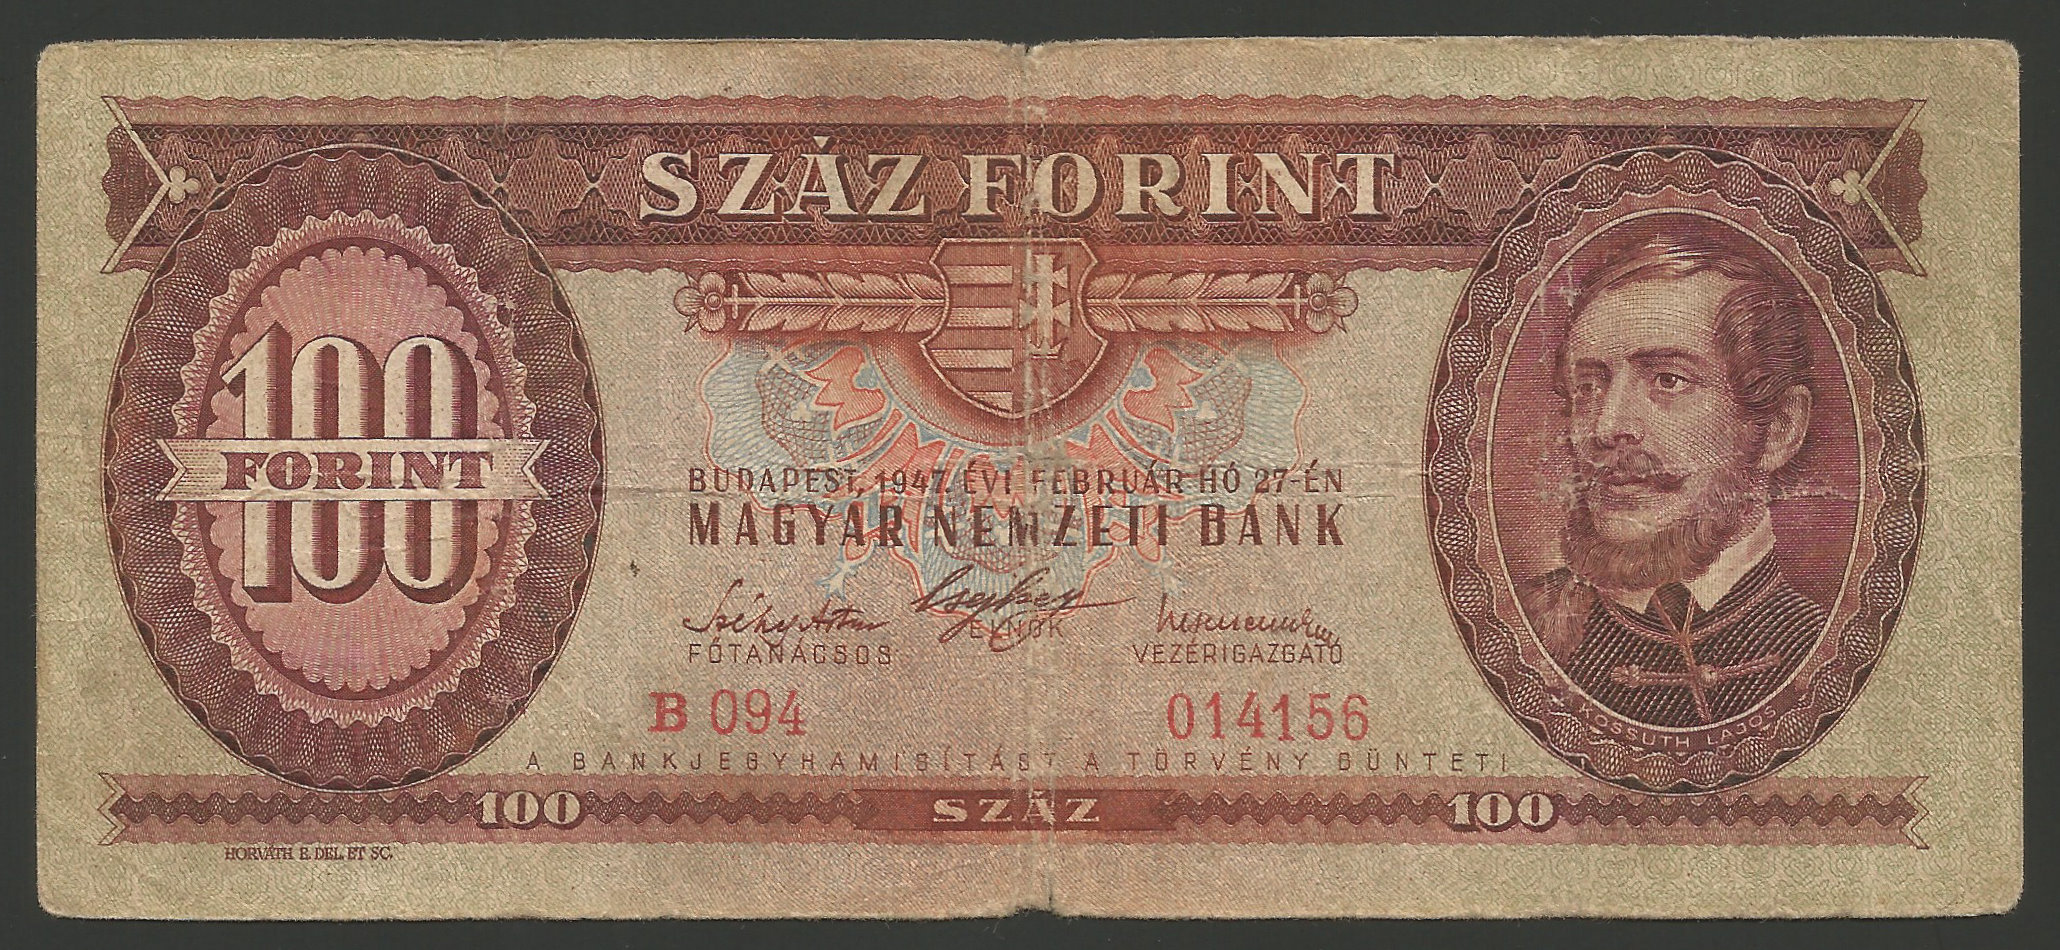 SZÁZ FORINT
100
FORINT
BUDAPEST, 1947. ÉVI FEBRUÁR HÓ 27-ÉN
MAGYAR NEMZETI BANK
FŐTANÁCSOS
ELNÖK
VEZÉRIGAZGATÓ
B 094
014156
KOSSUTH LAJOS
A BANKJEGYHAMISÍTÁST A TÖRVÉNY BÜNTETI
100 SZÁZ 100
HORVÁTH E. DEL. ET SC.